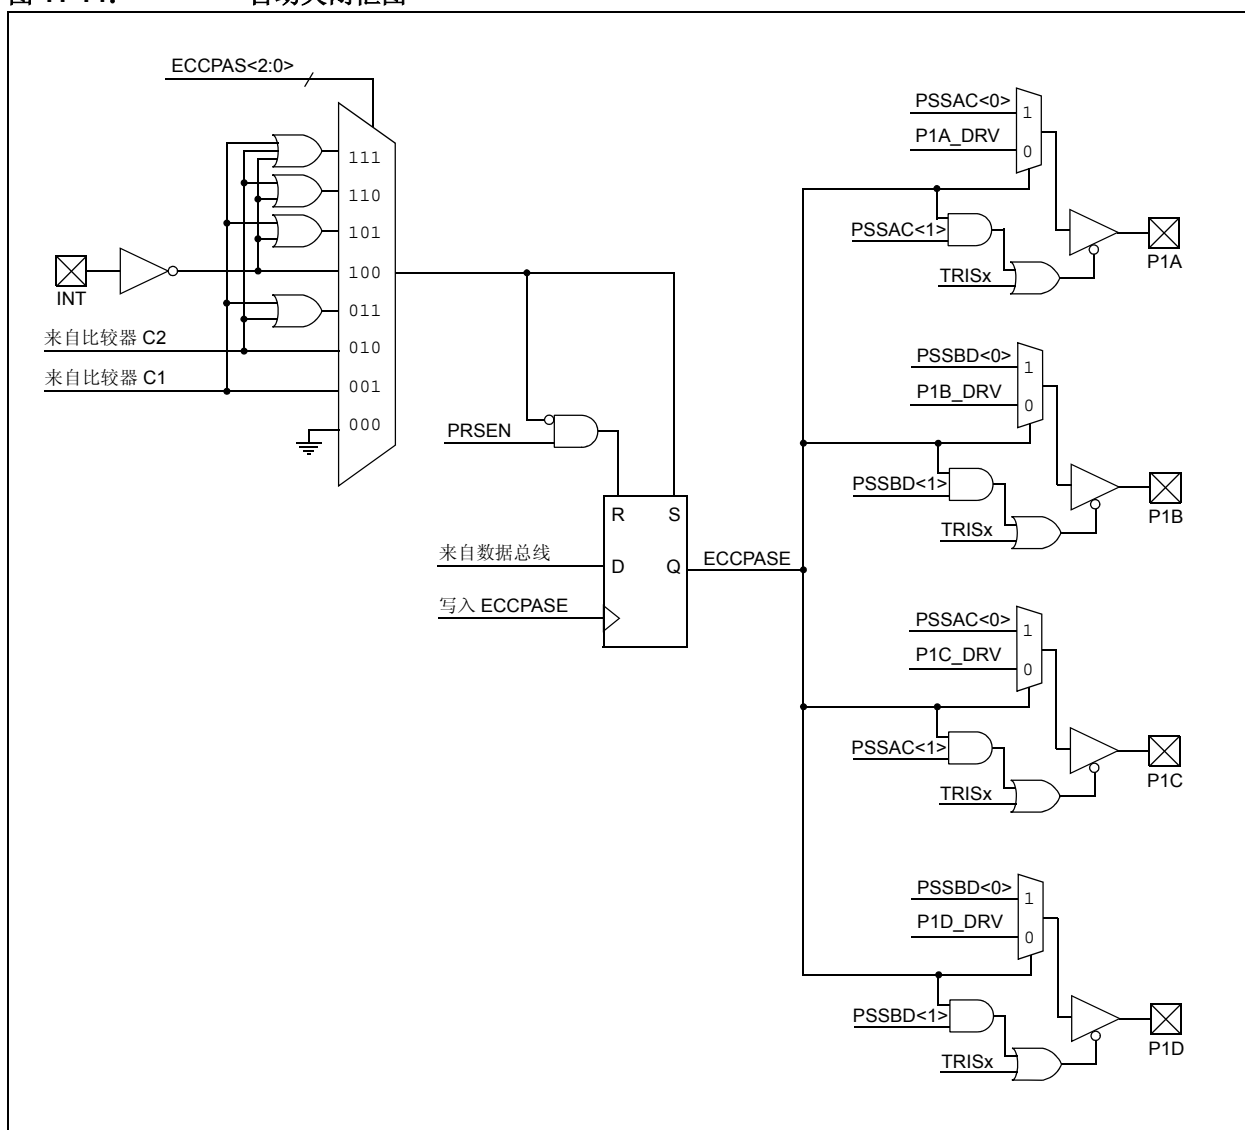 ECCPAS<2:0>
111
110
101
100
011
010
001
000
INT
来自比较器 C2
来自比较器 C1
PRSEN
R
S
D
Q
来自数据总线
写入 ECCPASE
ECCPASE
PSSAC<0>
P1A_DRV
1
0
PSSAC<1>
TRISx
P1A
PSSBD<0>
P1B_DRV
1
0
PSSBD<1>
TRISx
P1B
PSSAC<0>
P1C_DRV
1
0
PSSAC<1>
TRISx
P1C
PSSBD<0>
P1D_DRV
1
0
PSSBD<1>
TRISx
P1D